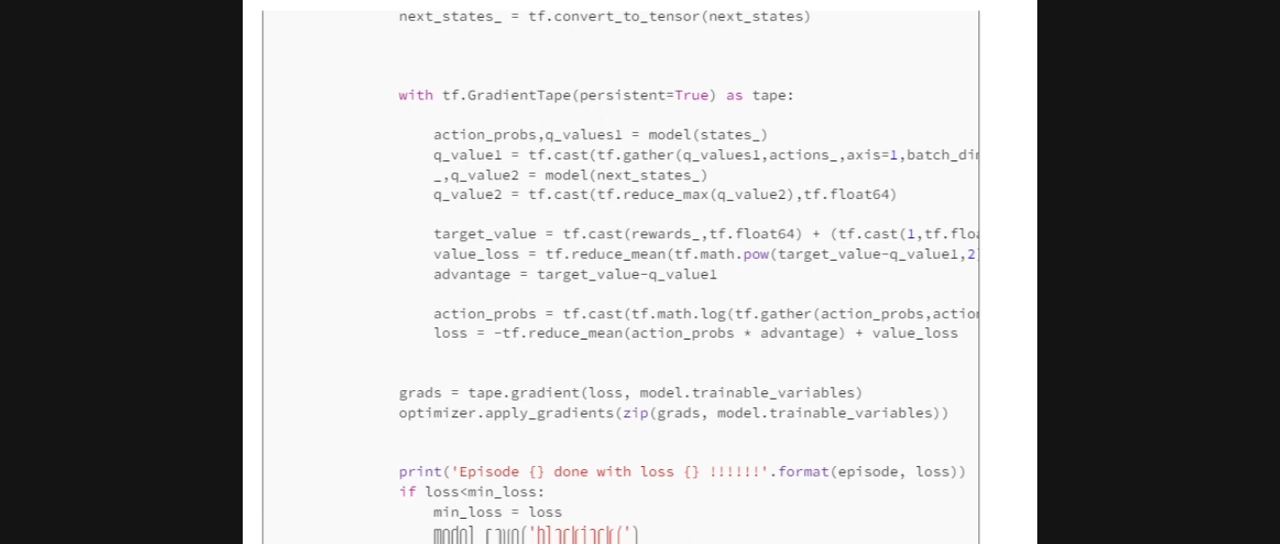 next_states_ = tf.convert_to_tensor(next_states)
with tf.GradientTape(persistent=True) as tape:
action_probs,q_values1 = model(states_)
q_value1 = tf.cast(tf.gather(q_values1,actions_,axis=1,batch_di
_,q_value2 = model(next_states_)
q_value2 = tf.cast(tf.reduce_max(q_value2),tf.float64)
target_value = tf.cast(rewards_,tf.float64) + (tf.cast(1,tf.floa
value_loss = tf.reduce_mean(tf.math.pow(target_value-q_value1,2)
advantage = target_value-q_value1
action_probs = tf.cast(tf.math.log(tf.gather(action_probs,action
loss = -tf.reduce_mean(action_probs * advantage) + value_loss
grads = tape.gradient(loss, model.trainable_variables)
optimizer.apply_gradients(zip(grads, model.trainable_variables))
print('Episode {} done with loss {} !!!!!!'.format(episode, loss))
if loss<min_loss:
min_loss = loss